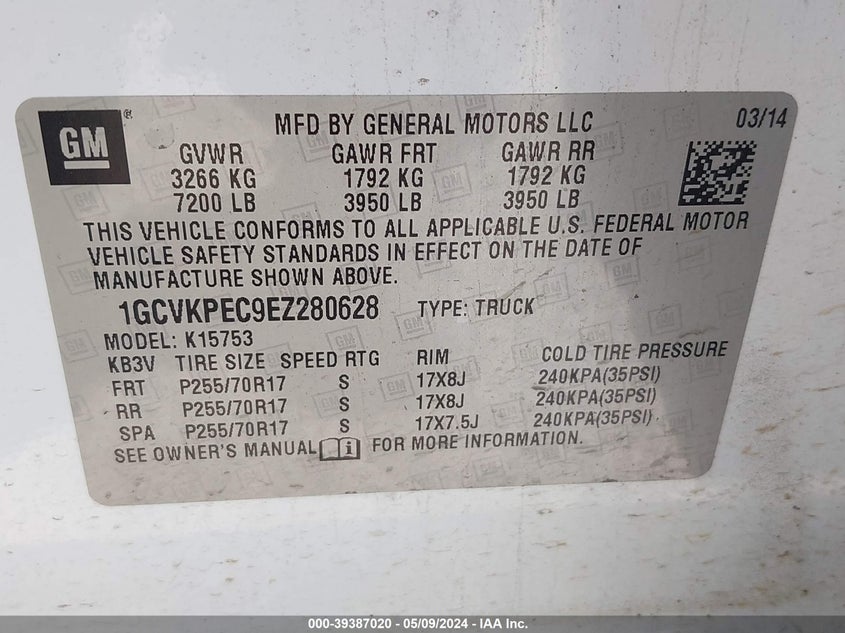 GM®
MFD BY GENERAL MOTORS LLC 03/14
GVWR GAWR FRT GAWR RR
3266 KG 1792 KG 1792 KG
7200 LB 3950 LB 3950 LB
THIS VEHICLE CONFORMS TO ALL APPLICABLE U.S. FEDERAL MOTOR
VEHICLE SAFETY STANDARDS IN EFFECT ON THE DATE OF
MANUFACTURE SHOWN ABOVE.
1GCVKPEC9EZ280628 TYPE: TRUCK
MODEL: K15753
KB3V TIRE SIZE SPEED RTG RIM COLD TIRE PRESSURE
FRT P255/70R17 S 17X8J 240KPA(35PSI)
RR P255/70R17 S 17X8J 240KPA(35PSI)
SPA P255/70R17 S 17X7.5J 240KPA(35PSI)
SEE OWNER'S MANUAL i FOR MORE INFORMATION.
000-39387020 - 05/09/2024 - IAA Inc.